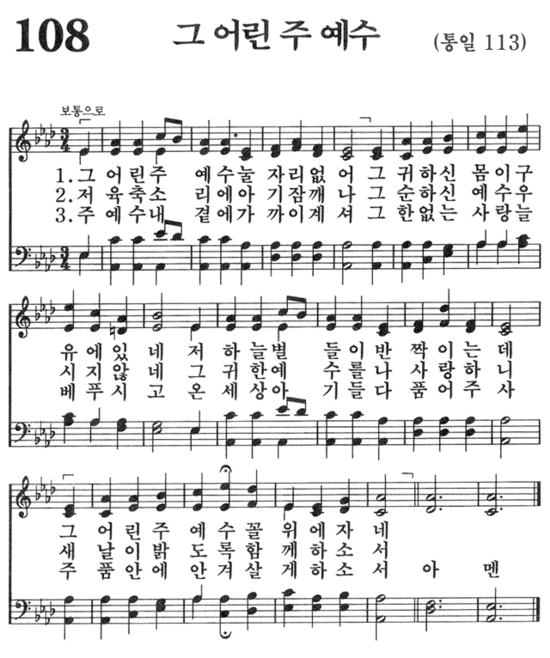 108 그 어린 주 예수 (통일 113)
보통으로
3/4
1. 그 어 린주 예 수눌 자 리없 어 그 귀 하신 몸 이구
2. 저 육 축소 리 에아 기 잠깨 나 그 순 하신 예 수우
3. 주 예 수내 곁 에가 까 이계 셔 그 한 없는 사 랑늘
3/4
유 에 있 네 저 하 늘별 들 이 반 짝 이 는 데
시 지 않 네 그 귀 한예 수 를 나 사 랑 하 니
베 푸 시 고 온 세 상아 기 들 다 품 어 주 사
그 어 린 주 예 수 꼴 위 에 자 네
새 날 이 밝 도 록 함 께 하 소 서
주 품 안 에 안 겨 살 게 하 소 서 아 멘